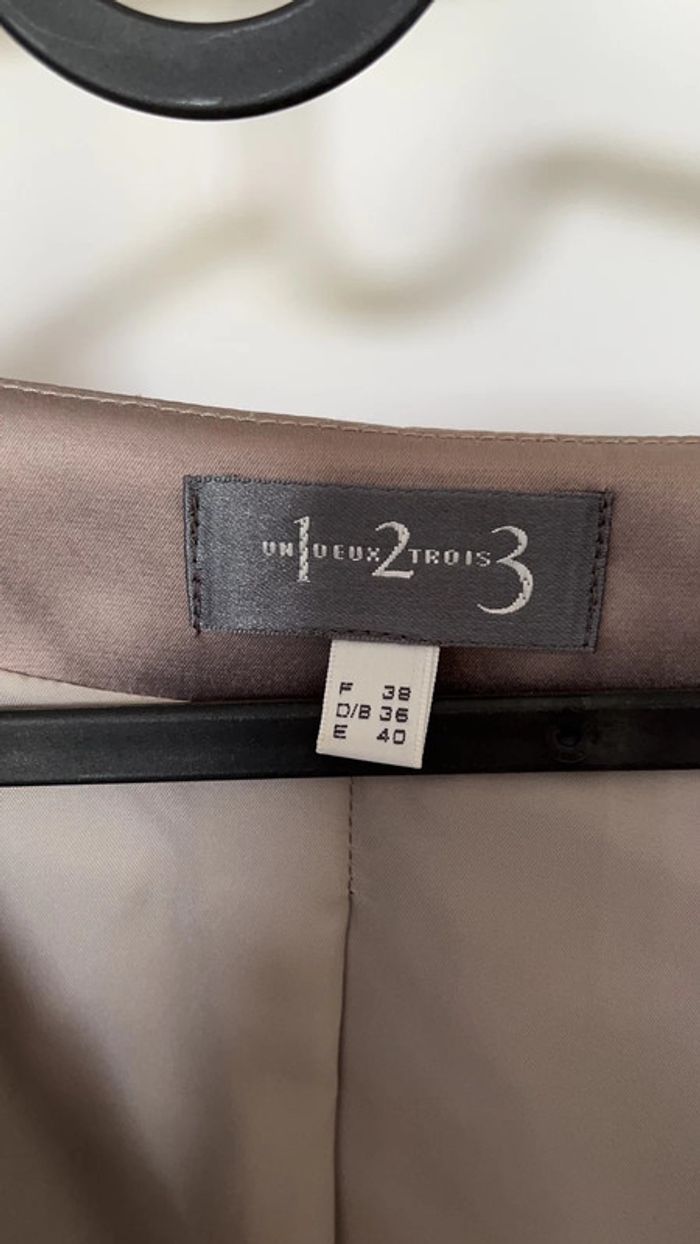 UN 1 DEUX 2 TROIS 3
F 38
D/B 36
E 40